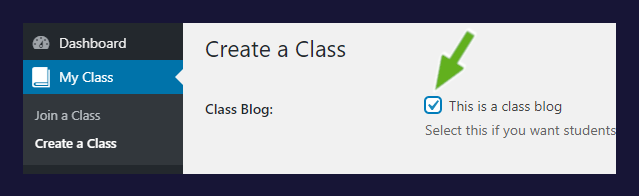 Dashboard
My Class
Join a Class
Create a Class
Create a Class
Class Blog:
This is a class blog
Select this if you want students